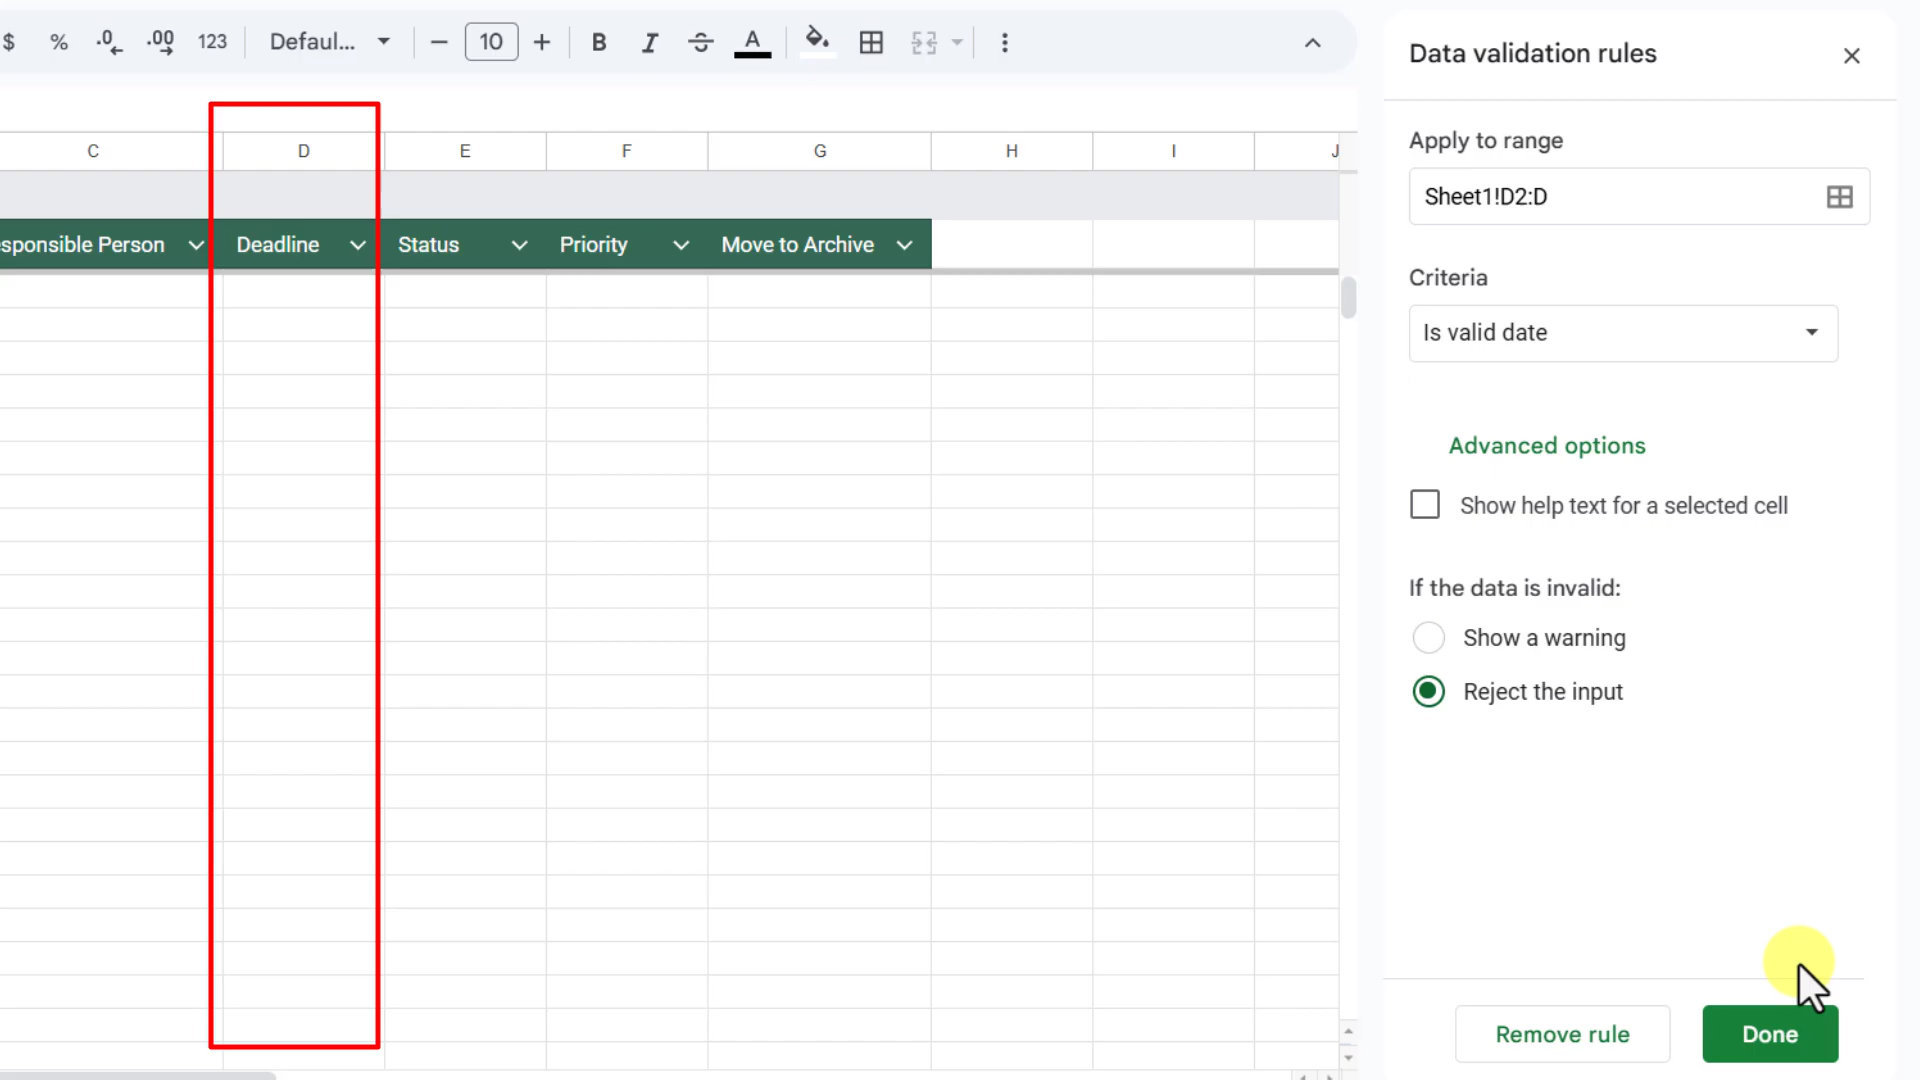 $ % .0 .00 123 Defaul... 10 B I S A
Data validation rules
C D E F G H I J
Apply to range
Sheet1!D2:D
sponsible Person Deadline Status Priority Move to Archive
Criteria
Is valid date
Advanced options
Show help text for a selected cell
If the data is invalid:
Show a warning
Reject the input
Remove rule Done